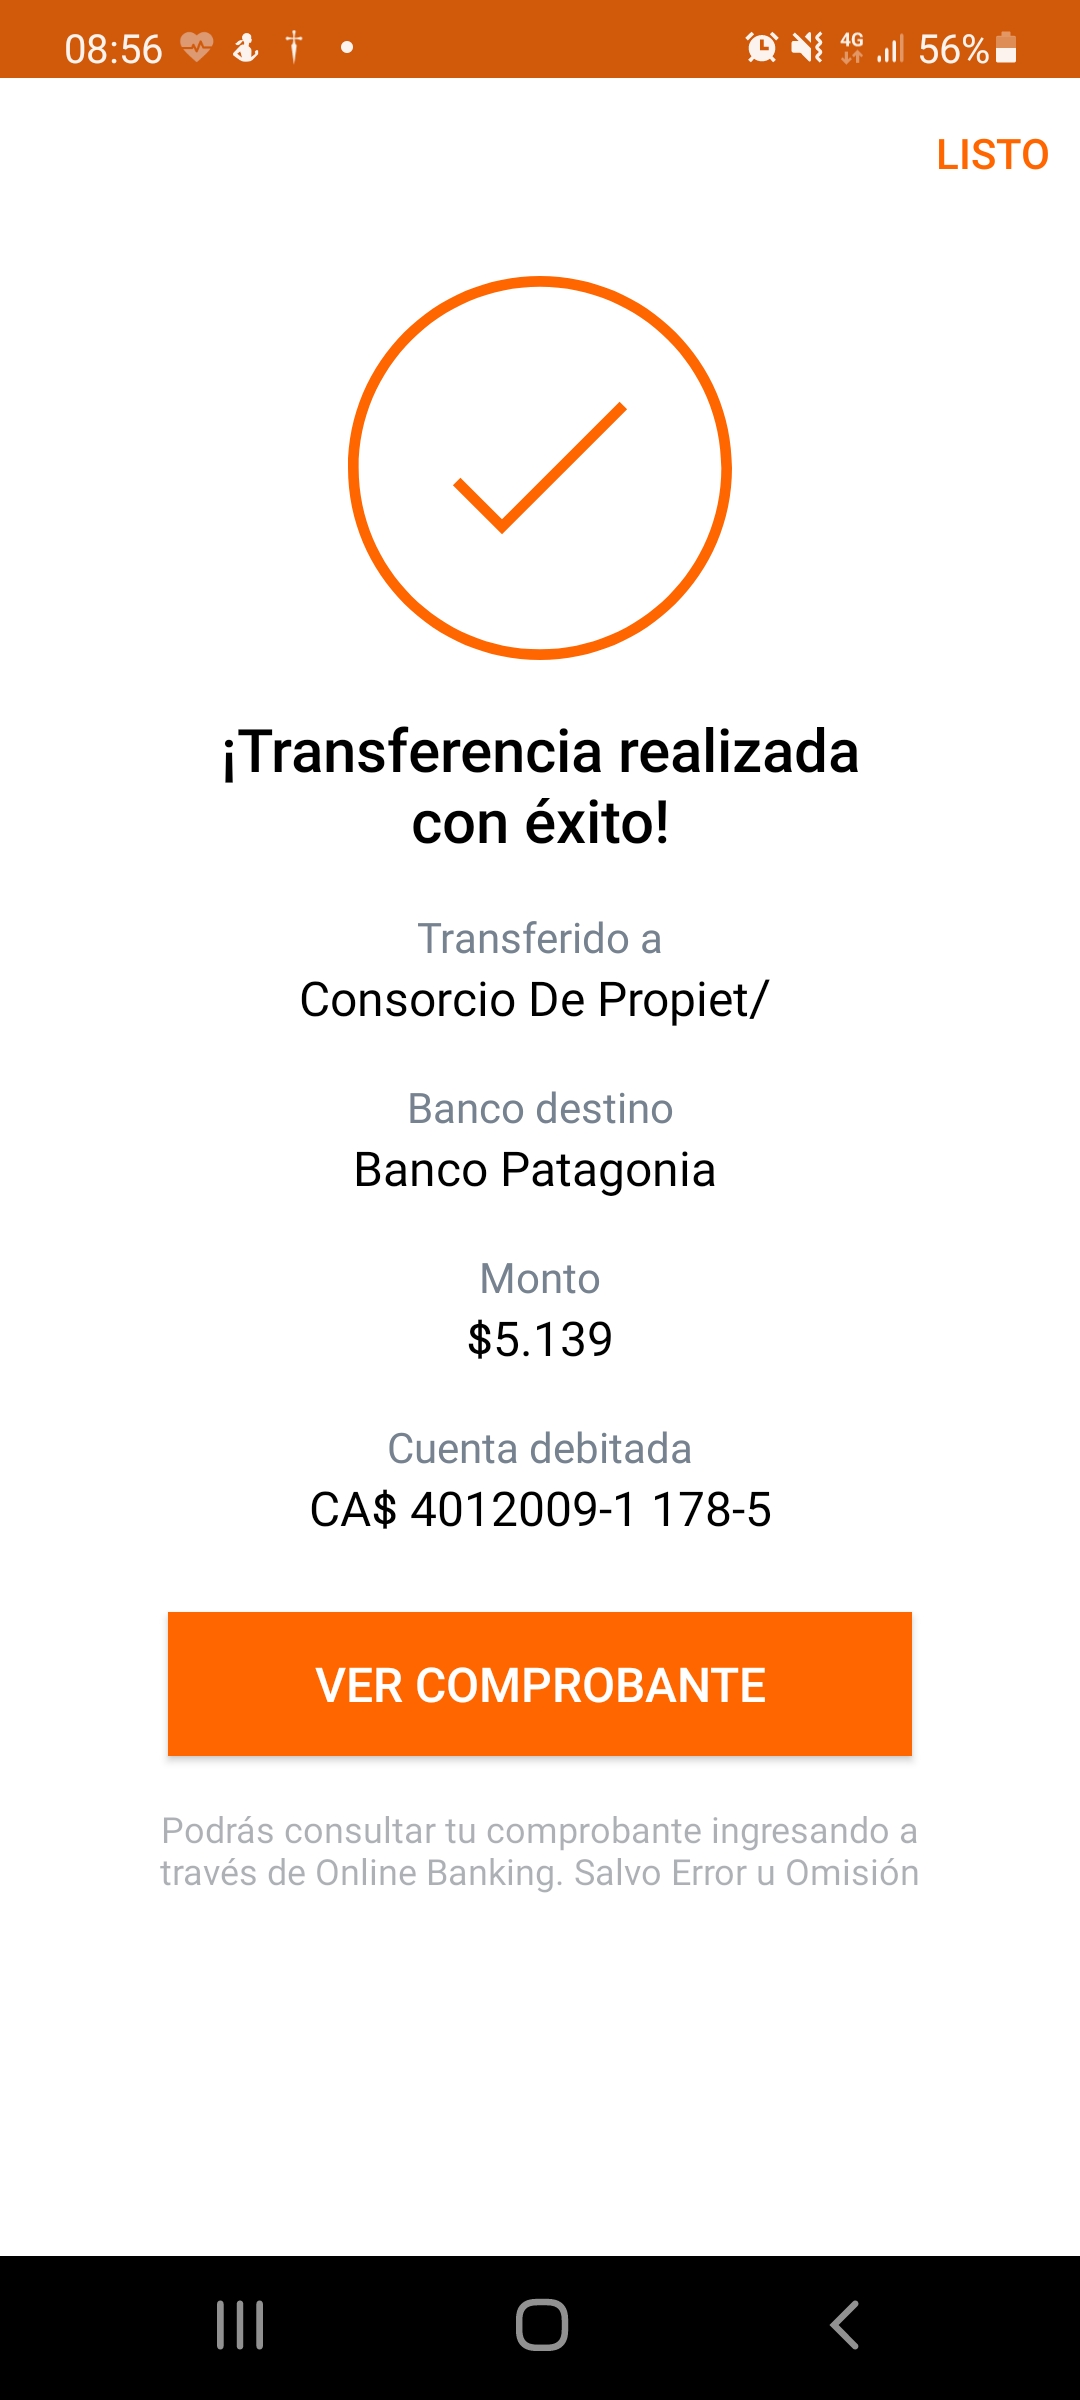 08:56
4G
56%
LISTO
¡Transferencia realizada
con éxito!
Transferido a
Consorcio De Propiet/
Banco destino
Banco Patagonia
Monto
$5.139
Cuenta debitada
CA$ 4012009-1 178-5
VER COMPROBANTE
Podrás consultar tu comprobante ingresando a
través de Online Banking. Salvo Error u Omisión